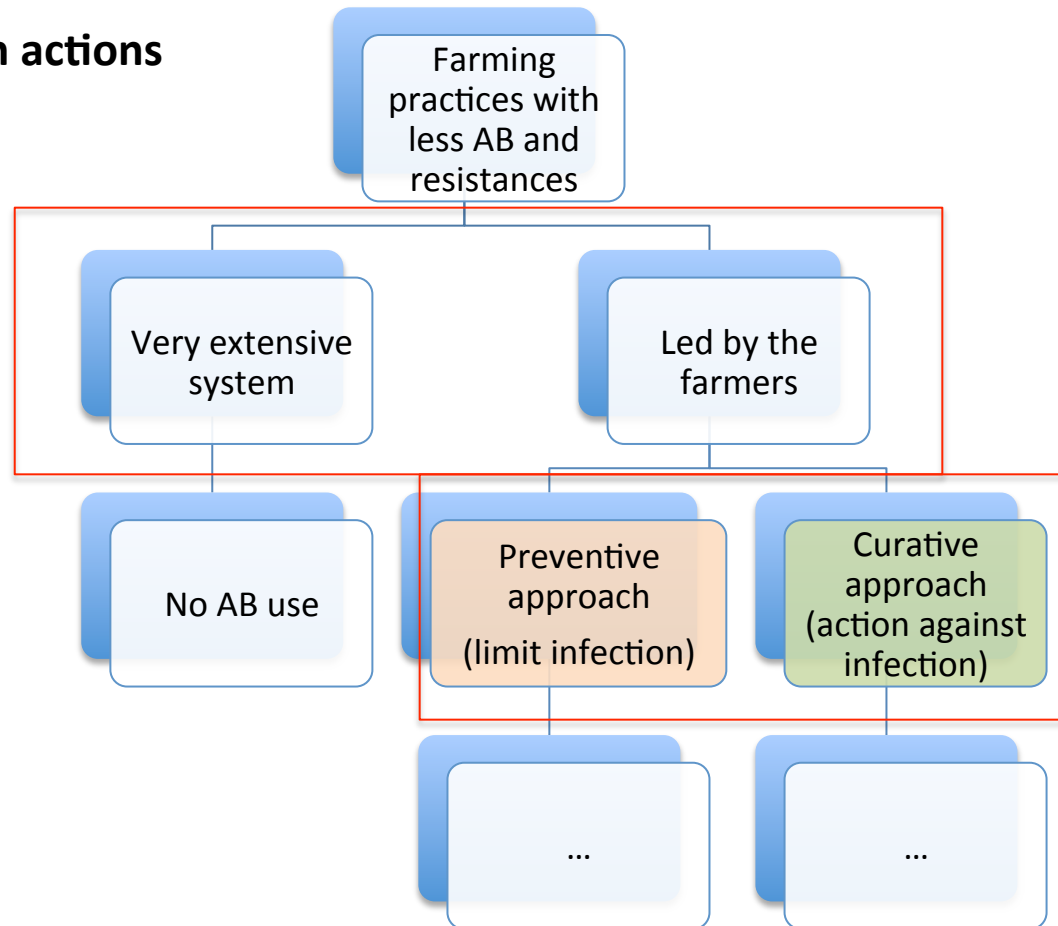 n actions
Farming
practices with
less AB and
resistances
Very extensive
system
Led by the
farmers
No AB use
Preventive
approach
(limit infection)
Curative
approach
(action against
infection)
...
...